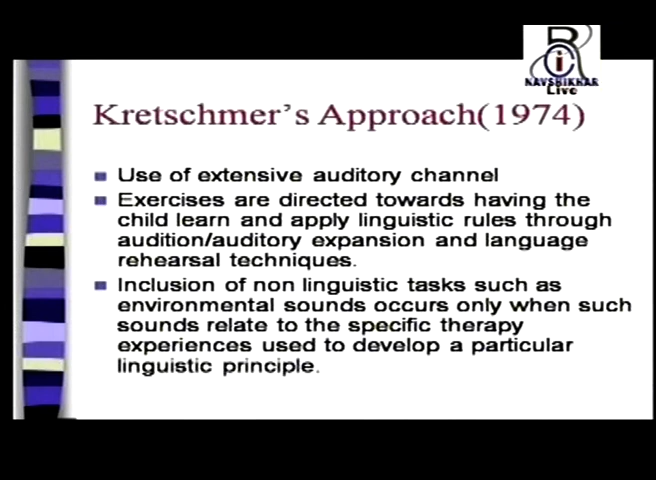 RCi
NAVSHIKHAR
Live
Kretschmer's Approach(1974)
Use of extensive auditory channel
Exercises are directed towards having the
child learn and apply linguistic rules through
audition/auditory expansion and language
rehearsal techniques.
Inclusion of non linguistic tasks such as
environmental sounds occurs only when such
sounds relate to the specific therapy
experiences used to develop a particular
linguistic principle.